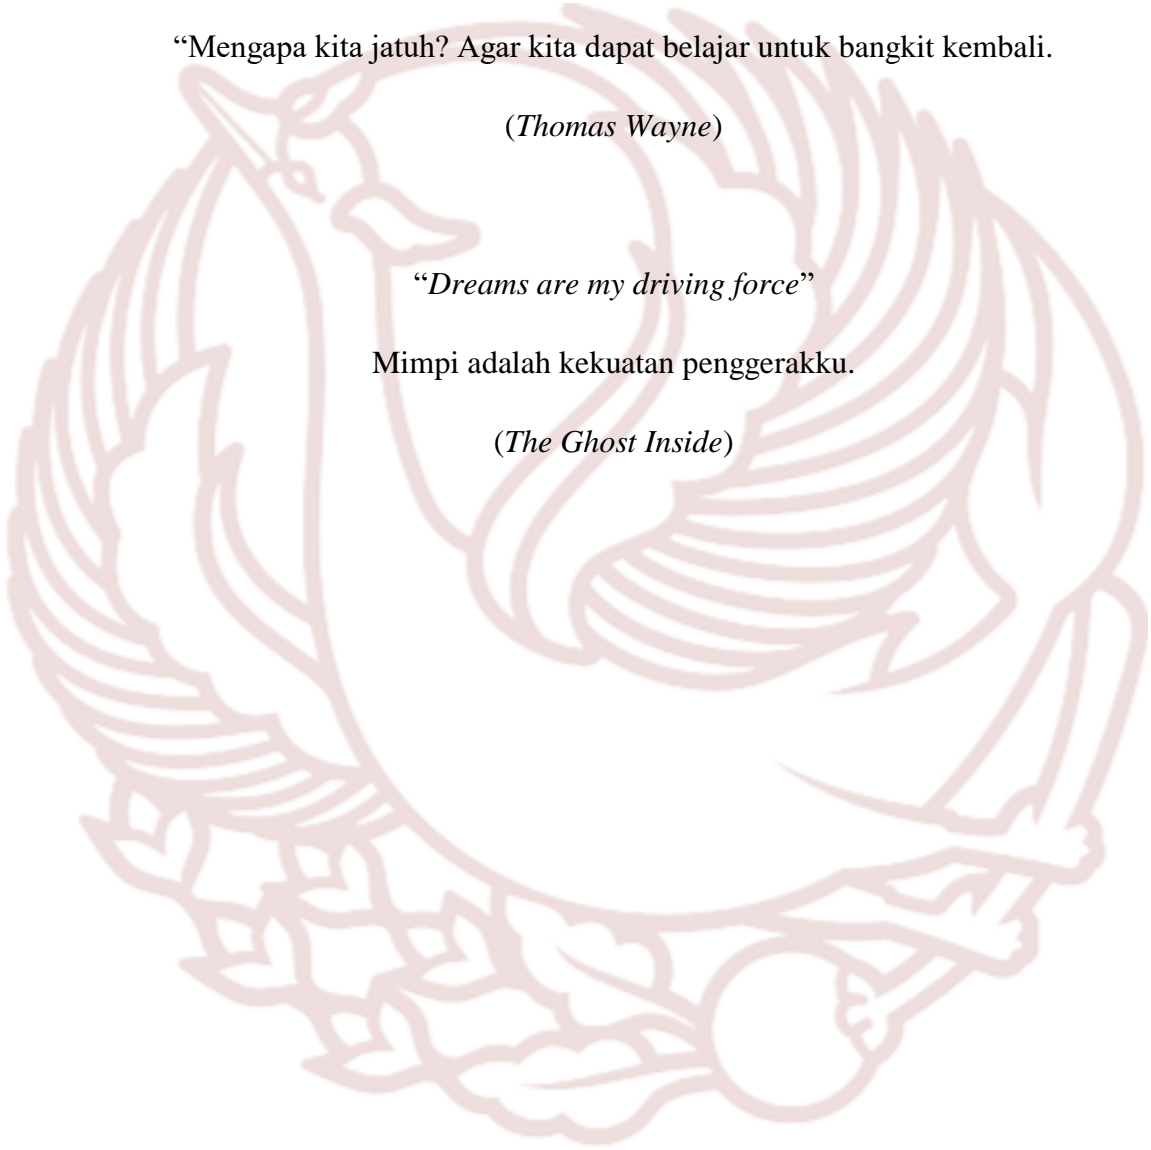 “Mengapa kita jatuh? Agar kita dapat belajar untuk bangkit kembali.
(Thomas Wayne)
“Dreams are my driving force”
Mimpi adalah kekuatan penggerakku.
(The Ghost Inside)